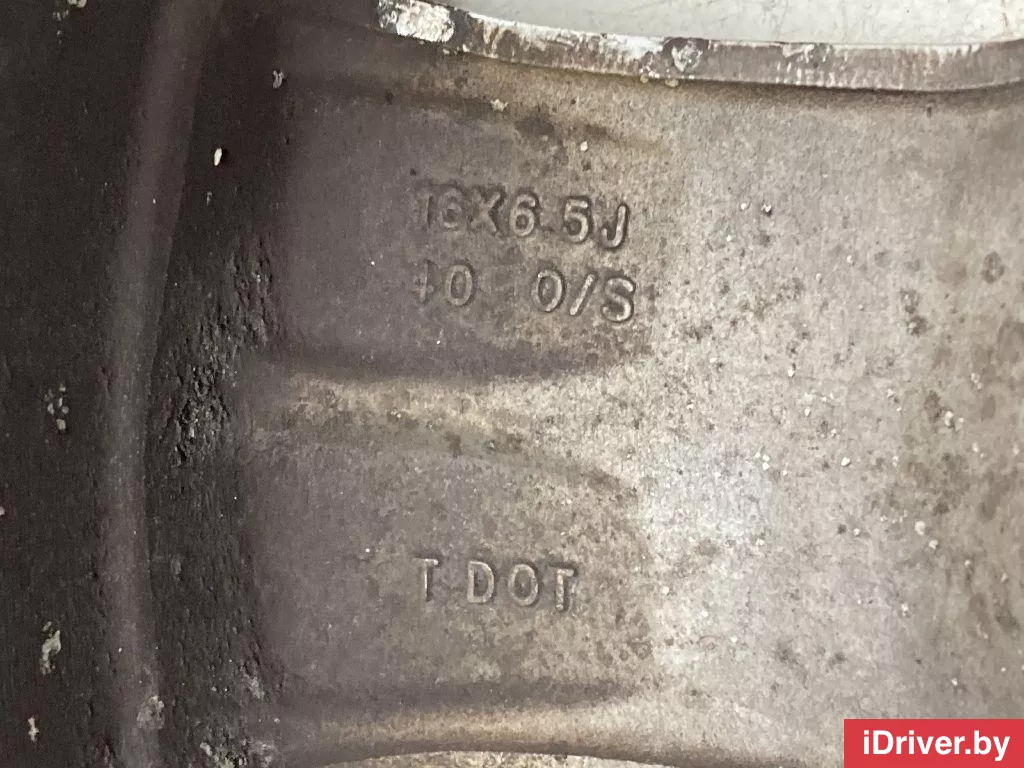 16X6.5J
40 O/S
T DOT
iDriver.by